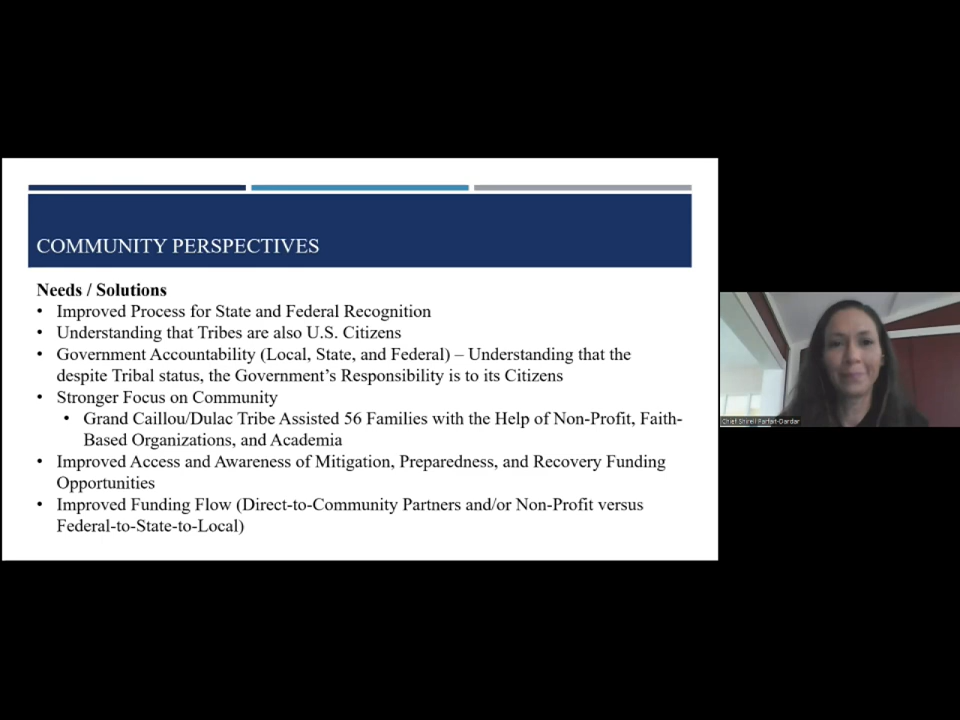 COMMUNITY PERSPECTIVES
Needs / Solutions
• Improved Process for State and Federal Recognition
• Understanding that Tribes are also U.S. Citizens
• Government Accountability (Local, State, and Federal) – Understanding that the
despite Tribal status, the Government's Responsibility is to its Citizens
• Stronger Focus on Community
• Grand Caillou/Dulac Tribe Assisted 56 Families with the Help of Non-Profit, Faith-
Based Organizations, and Academia
• Improved Access and Awareness of Mitigation, Preparedness, and Recovery Funding
Opportunities
• Improved Funding Flow (Direct-to-Community Partners and/or Non-Profit versus
Federal-to-State-to-Local)
Chief Shirell Parfait-Dardar